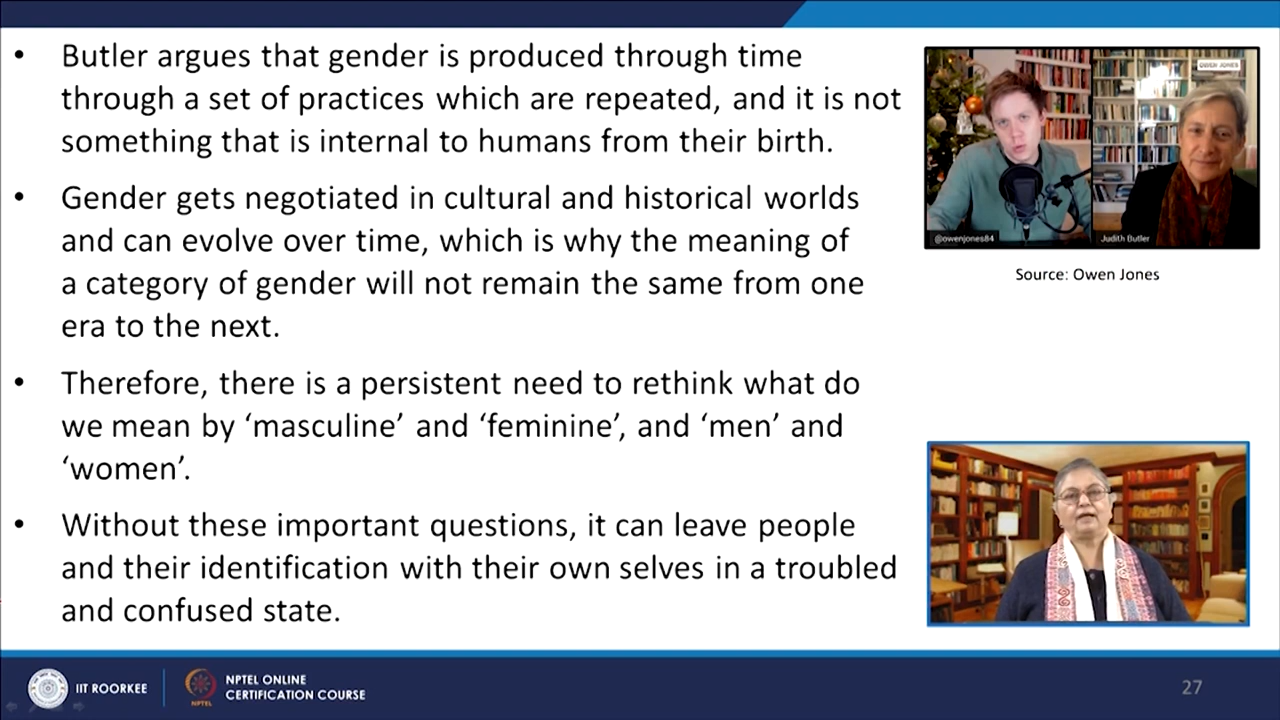 • Butler argues that gender is produced through time
through a set of practices which are repeated, and it is not
something that is internal to humans from their birth.
• Gender gets negotiated in cultural and historical worlds
and can evolve over time, which is why the meaning of
a category of gender will not remain the same from one
era to the next.
• Therefore, there is a persistent need to rethink what do
we mean by ‘masculine’ and ‘feminine’, and ‘men’ and
‘women’.
• Without these important questions, it can leave people
and their identification with their own selves in a troubled
and confused state.
OWEN JONES
@owenjones84
Judith Butler
Source: Owen Jones
IIT ROORKEE
NPTEL
NPTEL ONLINE
CERTIFICATION COURSE
27